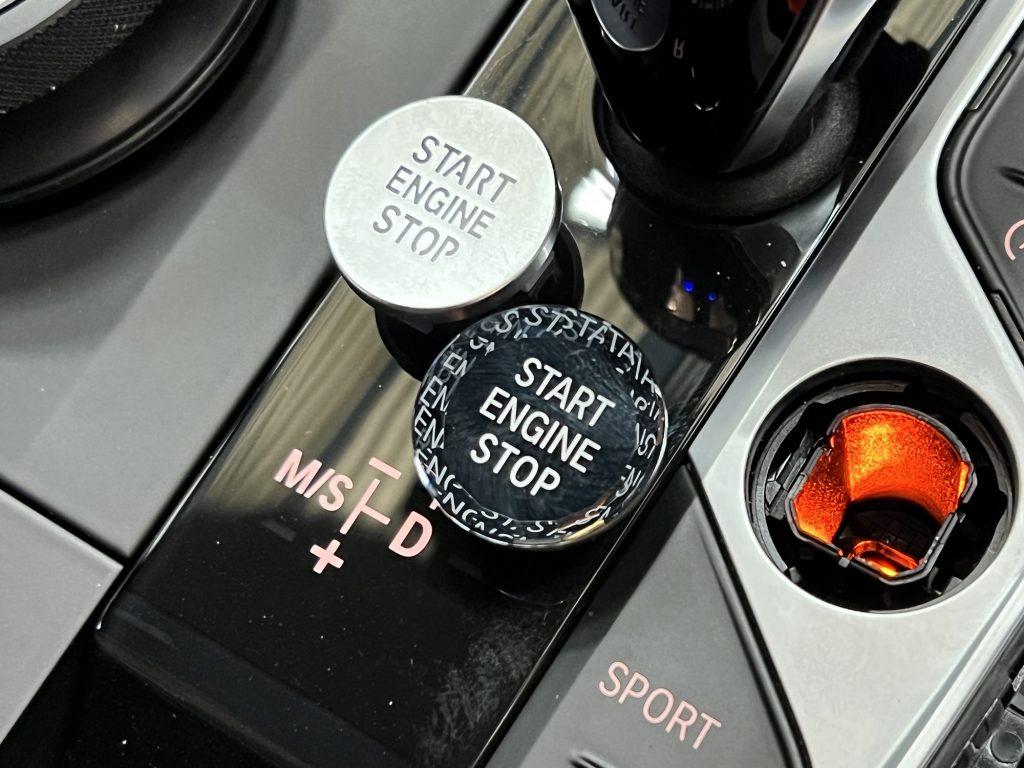 START
ENGINE
STOP
START
ENGINE
STOP
M/S
D
+
R
SPORT